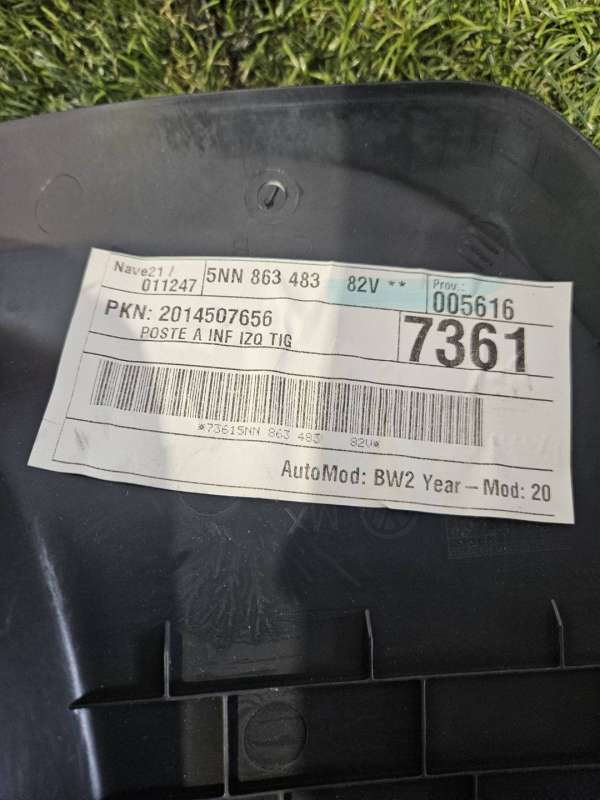 Nave21 /
011247
5NN 863 483 82V **
Prov.:
005616
PKN: 2014507656
7361
POSTE A INF IZQ TIG
*73615NN 863 483 82V*
AutoMod: BW2 Year - Mod: 20